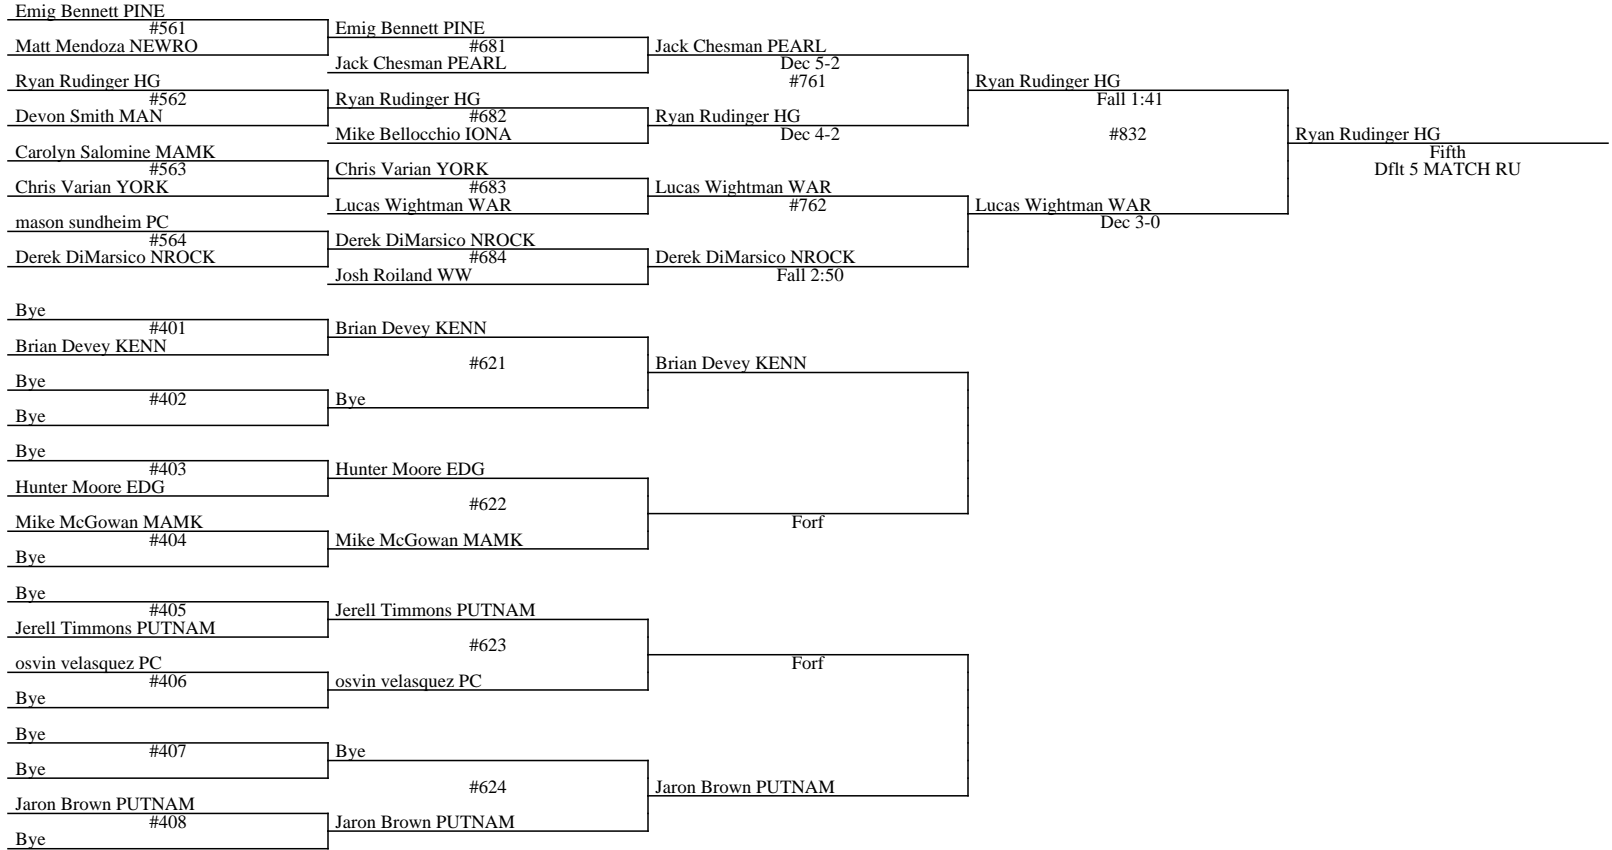 Emig Bennett PINE
#561
Matt Mendoza NEWRO
Ryan Rudinger HG
#562
Devon Smith MAN
Carolyn Salomine MAMK
#563
Chris Varian YORK
mason sundheim PC
#564
Derek DiMarsico NROCK
Emig Bennett PINE
#681
Jack Chesman PEARL
Ryan Rudinger HG
#682
Mike Bellocchio IONA
Chris Varian YORK
#683
Lucas Wightman WAR
Derek DiMarsico NROCK
#684
Josh Roiland WW
Jack Chesman PEARL
Dec 5-2
#761
Ryan Rudinger HG
Dec 4-2
Lucas Wightman WAR
#762
Derek DiMarsico NROCK
Fall 2:50
Ryan Rudinger HG
Fall 1:41
#832
Lucas Wightman WAR
Dec 3-0
Ryan Rudinger HG
Fifth
Dflt 5 MATCH RU
Bye
#401
Brian Devey KENN
Bye
#402
Bye
Bye
#403
Hunter Moore EDG
Mike McGowan MAMK
#404
Bye
Bye
#405
Jerell Timmons PUTNAM
osvin velasquez PC
#406
Bye
Bye
#407
Bye
Jaron Brown PUTNAM
#408
Bye
Brian Devey KENN
#621
Bye
Hunter Moore EDG
#622
Mike McGowan MAMK
Jerell Timmons PUTNAM
#623
osvin velasquez PC
Bye
#624
Jaron Brown PUTNAM
Brian Devey KENN
Forf
Forf
Jaron Brown PUTNAM